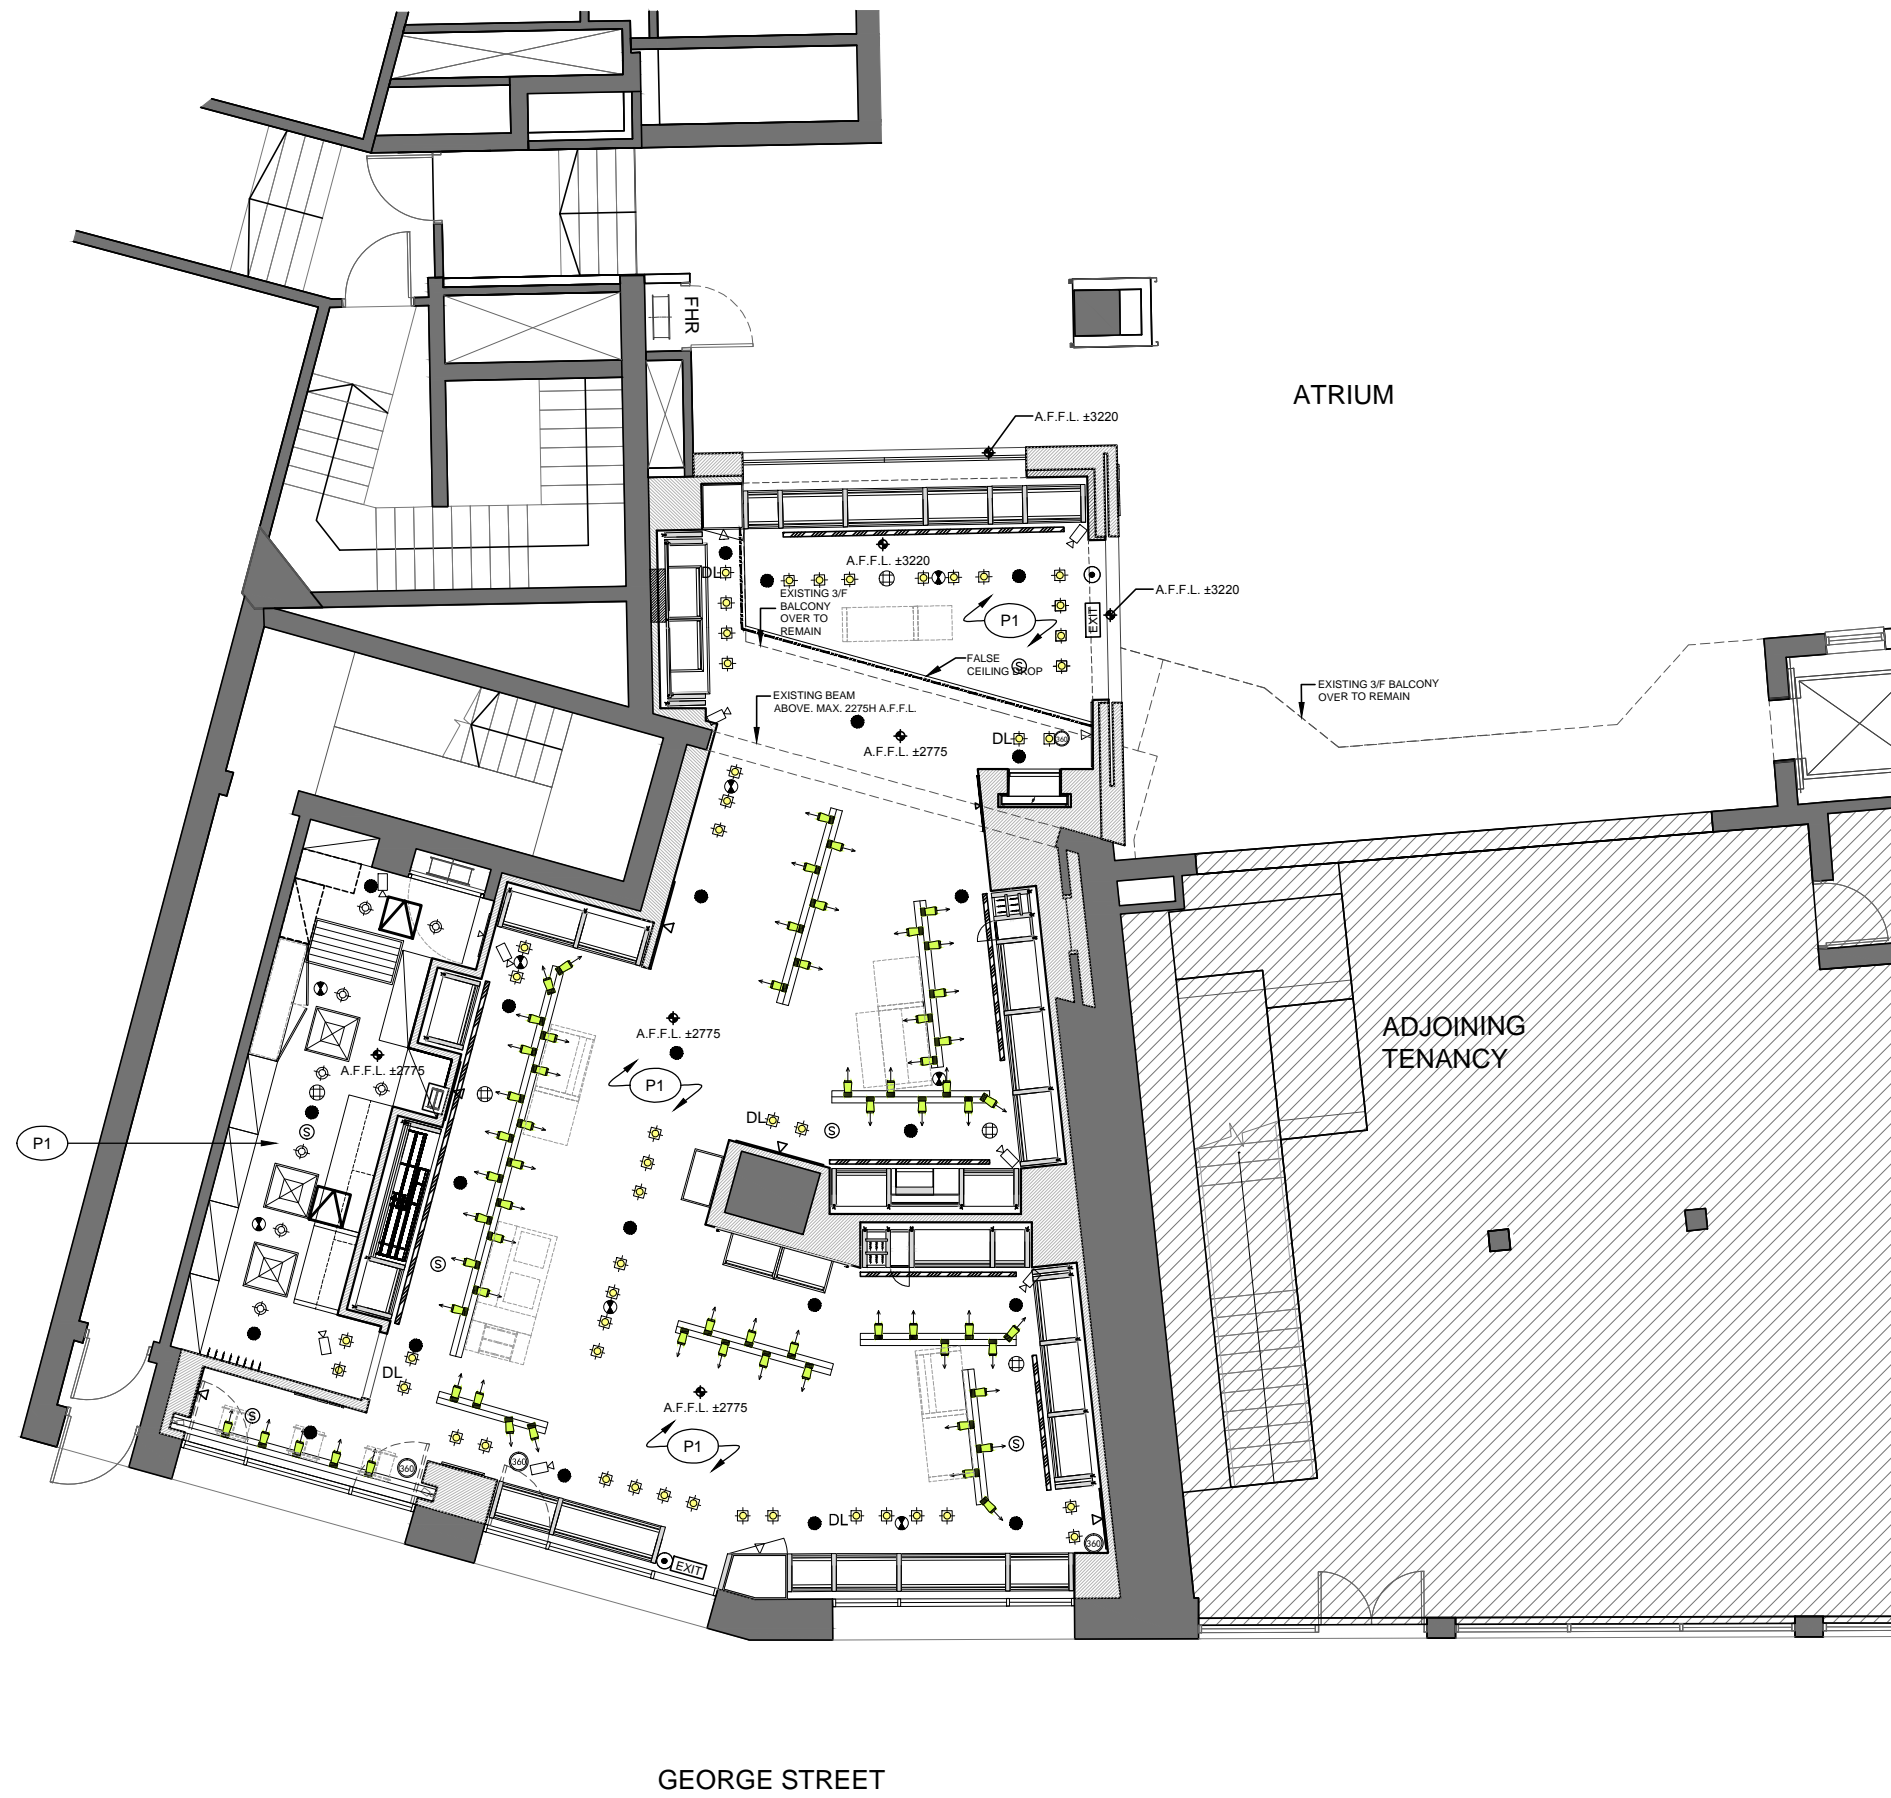 FHR
ATRIUM
A.F.F.L. ±3220
A.F.F.L. ±3220
DL
EXISTING 3/F
BALCONY
OVER TO
REMAIN
P1
EXIT
A.F.F.L. ±3220
FALSE
CEILING DROP
S
EXISTING BEAM
ABOVE. MAX. 2275H A.F.F.L.
EXISTING 3/F BALCONY
OVER TO REMAIN
A.F.F.L. ±2775
DL
360
A.F.F.L. ±2775
A.F.F.L. ±2775
P1
ADJOINING
TENANCY
DL
S
P1
S
S
DL
A.F.F.L. ±2775
P1
S
S
360
360
DL
360
EXIT
GEORGE STREET